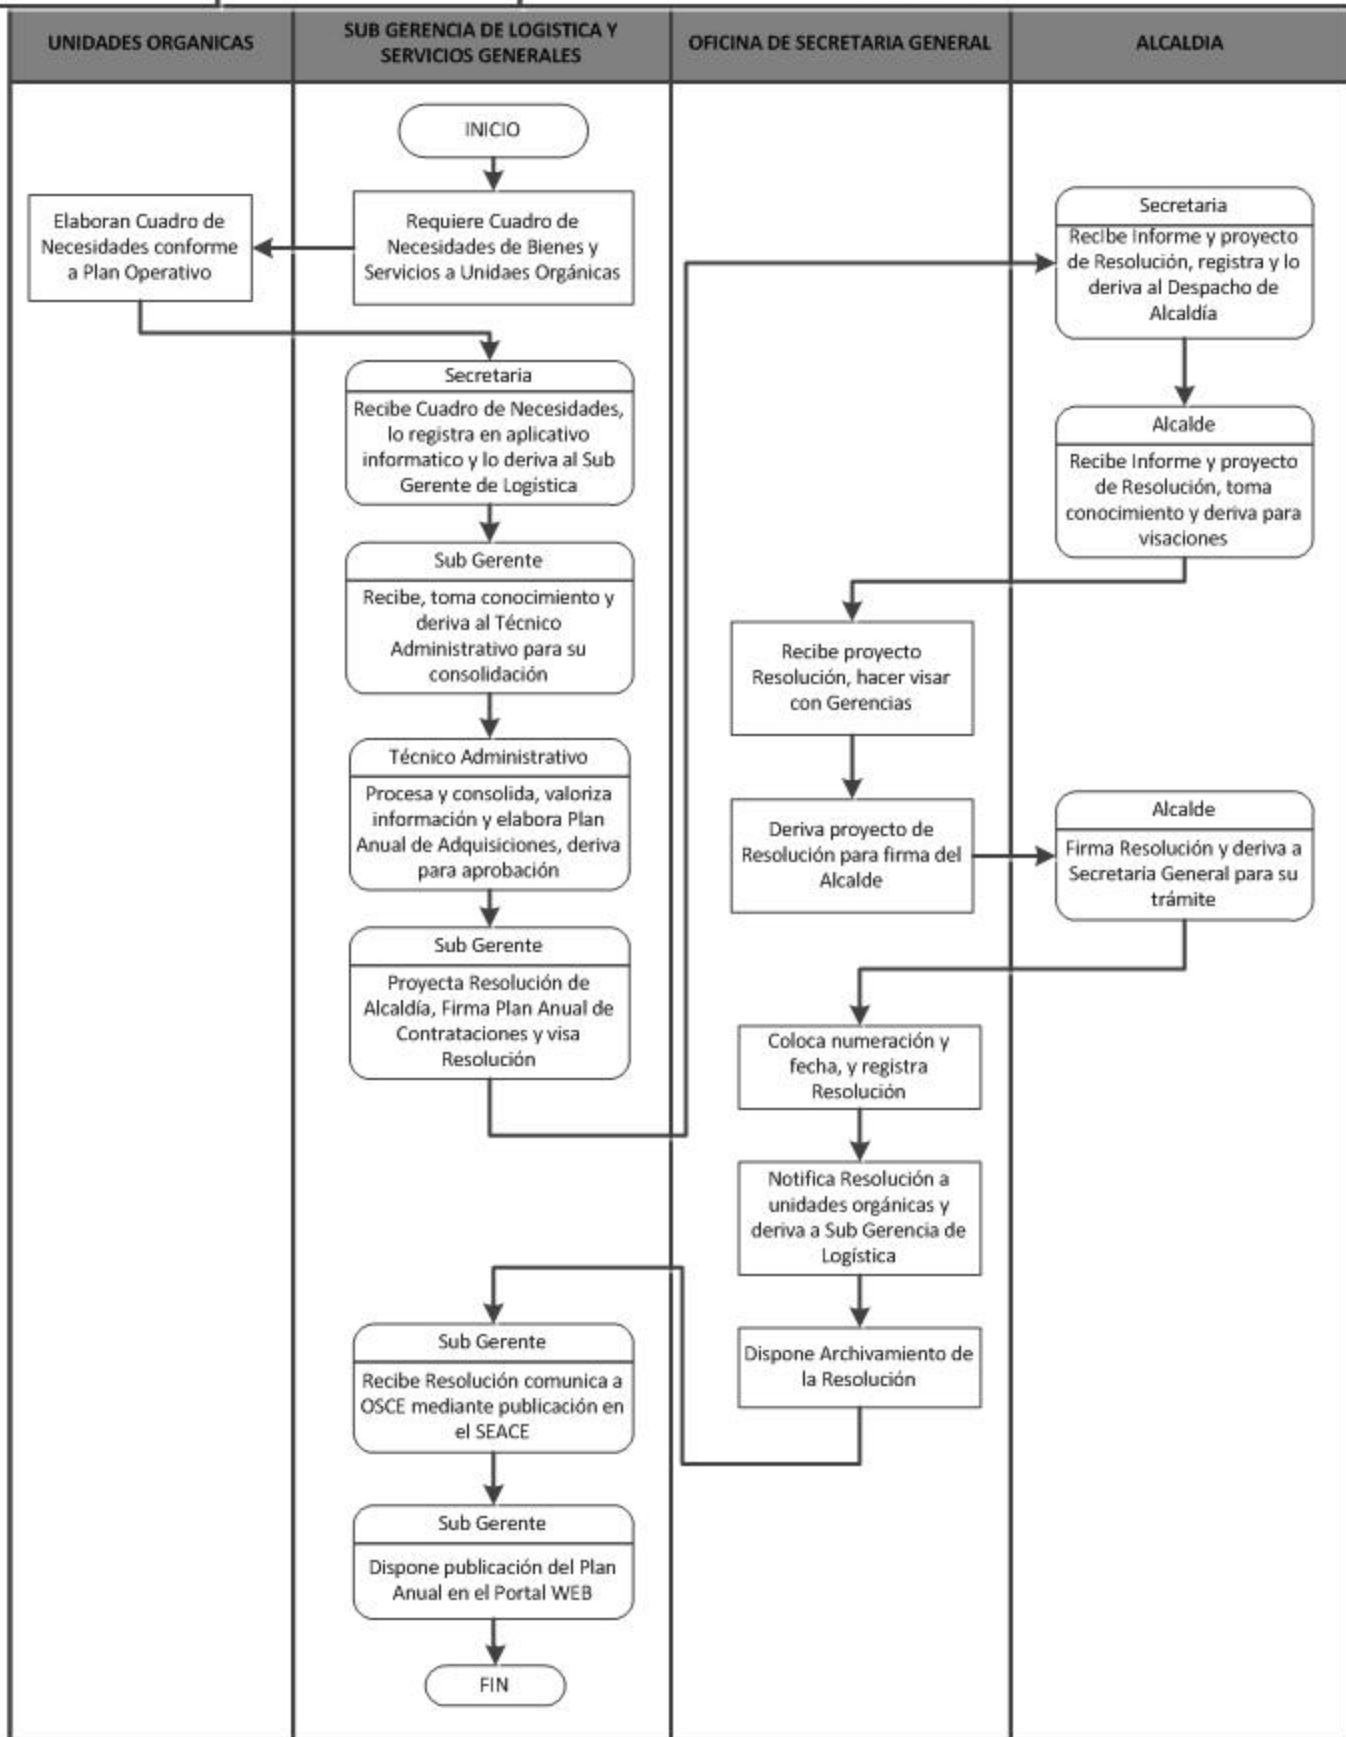 UNIDADES ORGANICAS
SUB GERENCIA DE LOGISTICA Y
SERVICIOS GENERALES
OFICINA DE SECRETARIA GENERAL
ALCALDIA
INICIO
Requiere Cuadro de
Necesidades de Bienes y
Servicios a Unidaes Orgánicas
Elaboran Cuadro de
Necesidades conforme
a Plan Operativo
Secretaria
Recibe Cuadro de Necesidades,
lo registra en aplicativo
informatico y lo deriva al Sub
Gerente de Logística
Sub Gerente
Recibe, toma conocimiento y
deriva al Técnico
Administrativo para su
consolidación
Técnico Administrativo
Procesa y consolida, valoriza
información y elabora Plan
Anual de Adquisiciones, deriva
para aprobación
Sub Gerente
Proyecta Resolución de
Alcaldía, Firma Plan Anual de
Contrataciones y visa
Resolución
Secretaria
Recibe Informe y proyecto
de Resolución, registra y lo
deriva al Despacho de
Alcaldía
Alcalde
Recibe Informe y proyecto
de Resolución, toma
conocimiento y deriva para
visaciones
Recibe proyecto
Resolución, hacer visar
con Gerencias
Deriva proyecto de
Resolución para firma del
Alcalde
Alcalde
Firma Resolución y deriva a
Secretaria General para su
trámite
Coloca numeración y
fecha, y registra
Resolución
Notifica Resolución a
unidades orgánicas y
deriva a Sub Gerencia de
Logística
Dispone Archivamiento de
la Resolución
Sub Gerente
Recibe Resolución comunica a
OSCE mediante publicación en
el SEACE
Sub Gerente
Dispone publicación del Plan
Anual en el Portal WEB
FIN